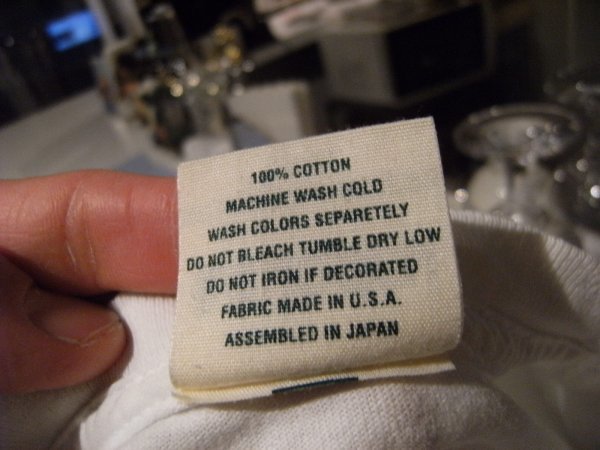 100% COTTON
MACHINE WASH COLD
WASH COLORS SEPARETELY
DO NOT BLEACH TUMBLE DRY LOW
DO NOT IRON IF DECORATED
FABRIC MADE IN U.S.A.
ASSEMBLED IN JAPAN